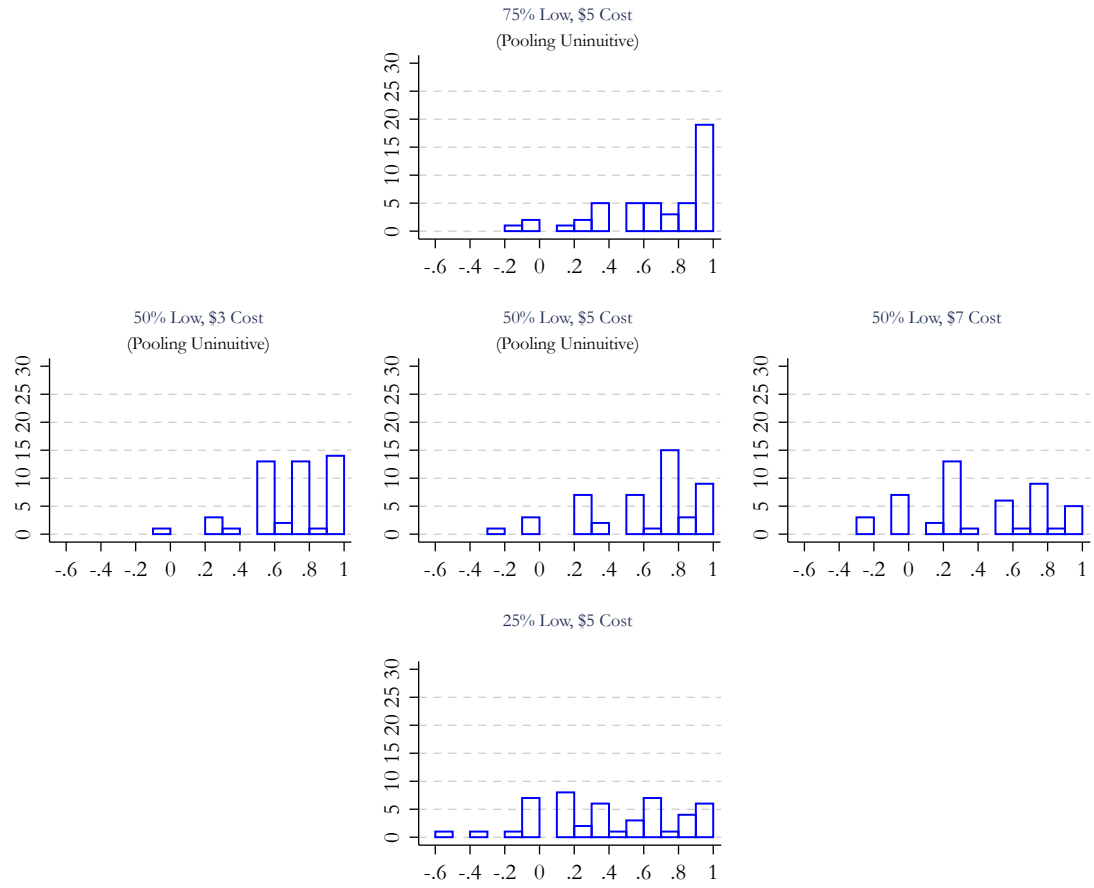 75% Low, $5 Cost
(Pooling Uninuitive)
30
25
20
15
10
5
0
-.6 -.4 -.2 0 .2 .4 .6 .8 1
50% Low, $3 Cost
(Pooling Uninuitive)
30
25
20
15
10
5
0
-.6 -.4 -.2 0 .2 .4 .6 .8 1
50% Low, $5 Cost
(Pooling Uninuitive)
30
25
20
15
10
5
0
-.6 -.4 -.2 0 .2 .4 .6 .8 1
50% Low, $7 Cost
30
25
20
15
10
5
0
-.6 -.4 -.2 0 .2 .4 .6 .8 1
25% Low, $5 Cost
30
25
20
15
10
5
0
-.6 -.4 -.2 0 .2 .4 .6 .8 1